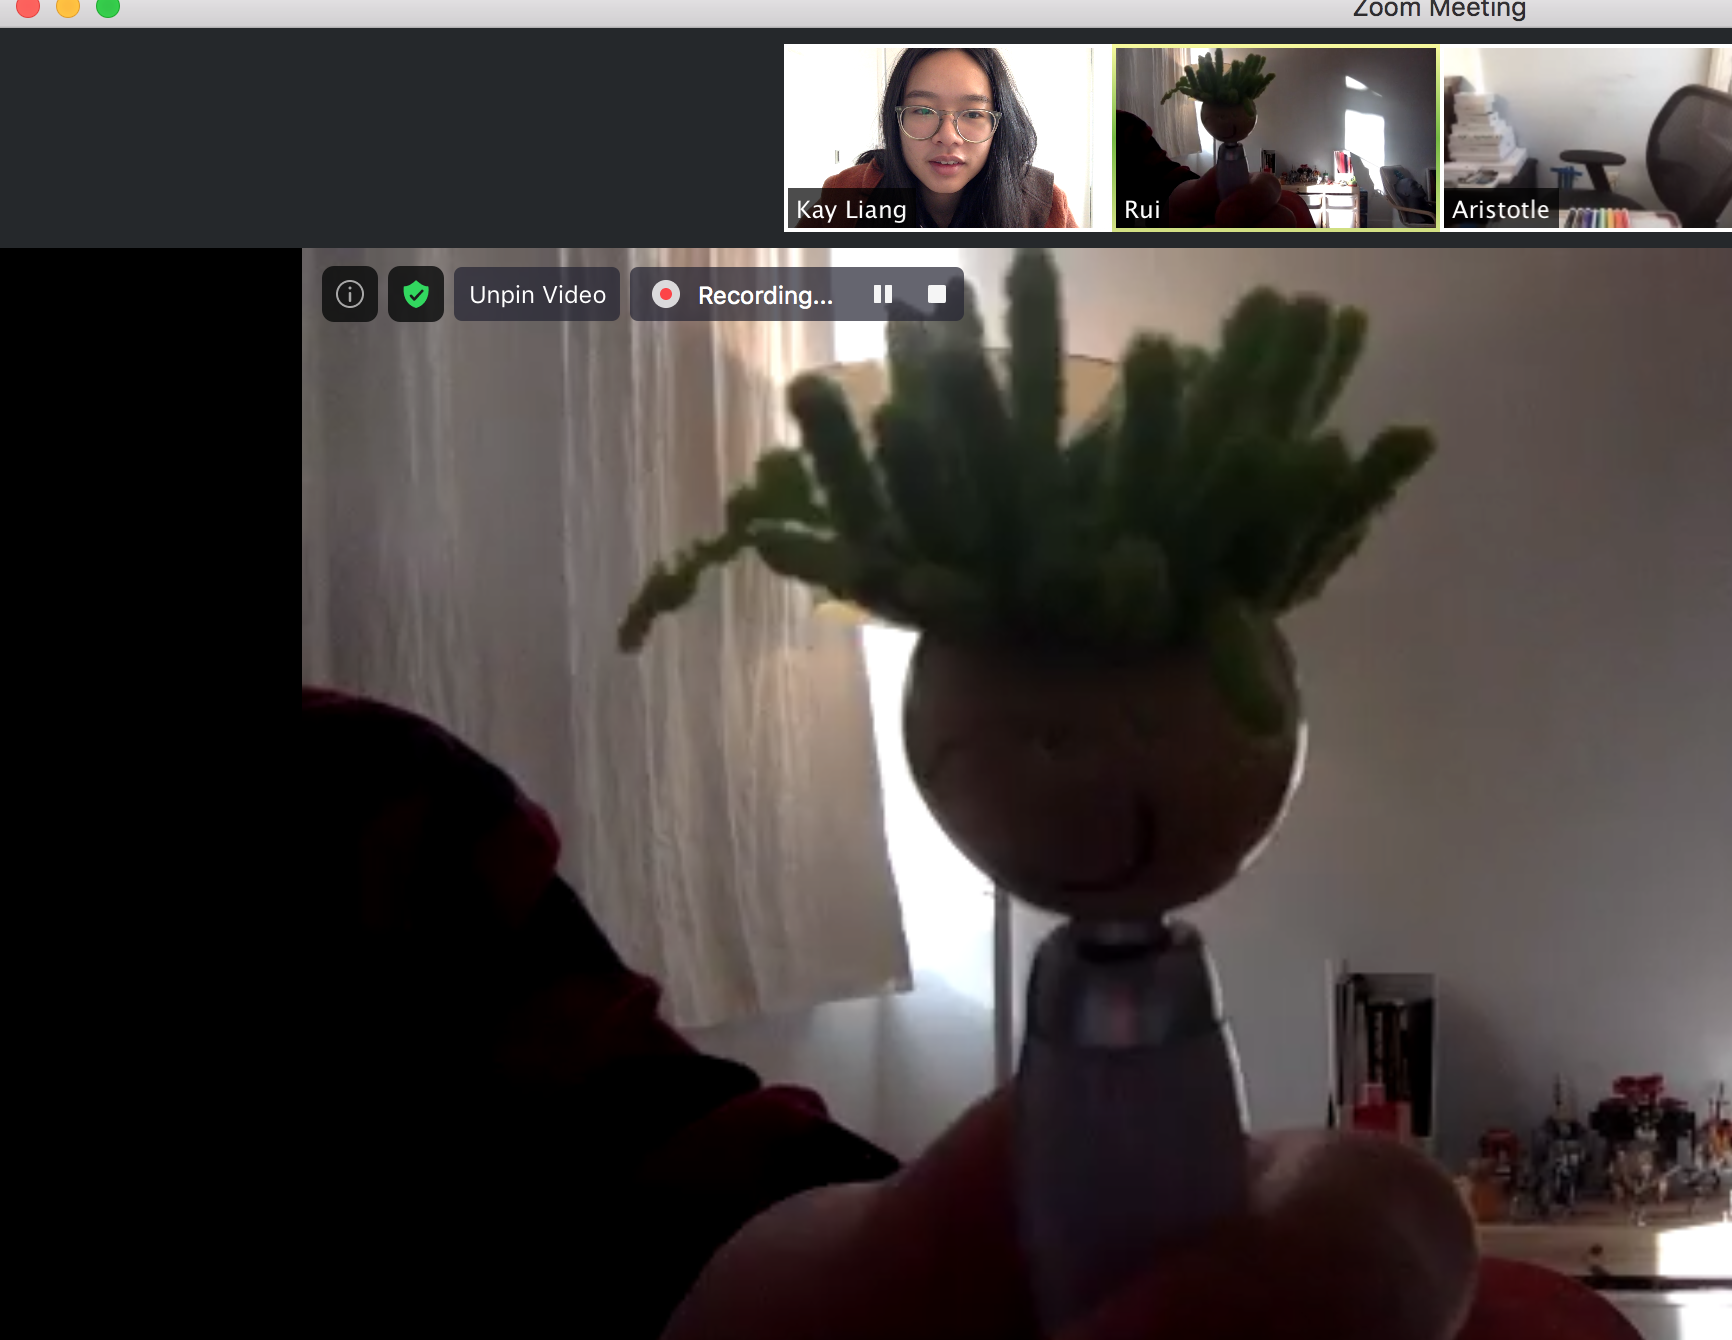 Zoom Meeting
Kay Liang
Rui
Aristotle
Unpin Video
Recording...